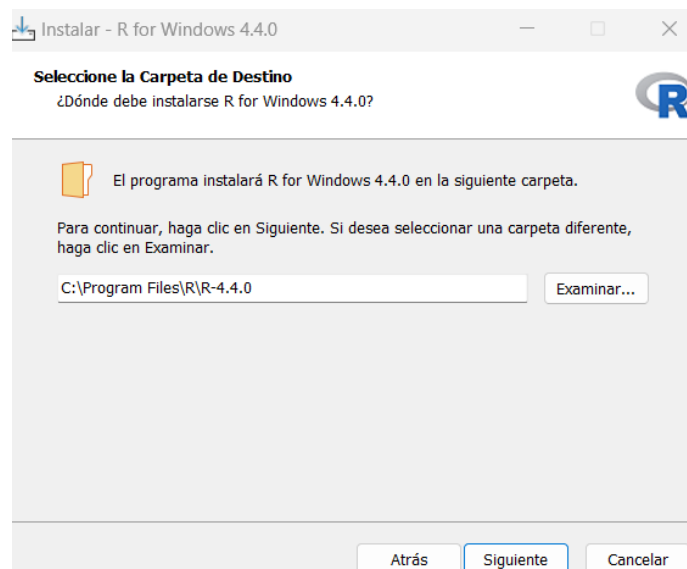 Instalar - R for Windows 4.4.0
Seleccione la Carpeta de Destino
¿Dónde debe instalarse R for Windows 4.4.0?
R
El programa instalará R for Windows 4.4.0 en la siguiente carpeta.
Para continuar, haga clic en Siguiente. Si desea seleccionar una carpeta diferente,
haga clic en Examinar.
C:\Program Files\R\R-4.4.0
Examinar...
Atrás
Siguiente
Cancelar